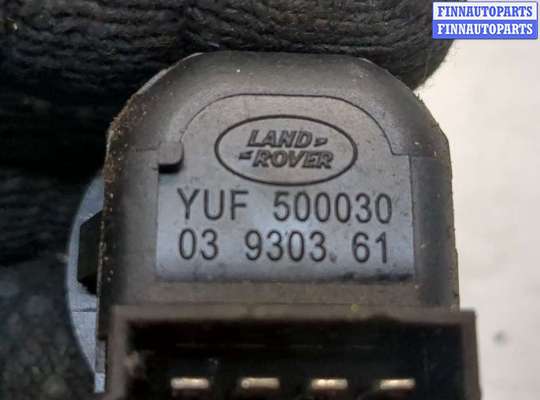 FINNAUTOPARTS
FINNAUTOPARTS
LAND
ROVER
YUF 500030
03 9303.61